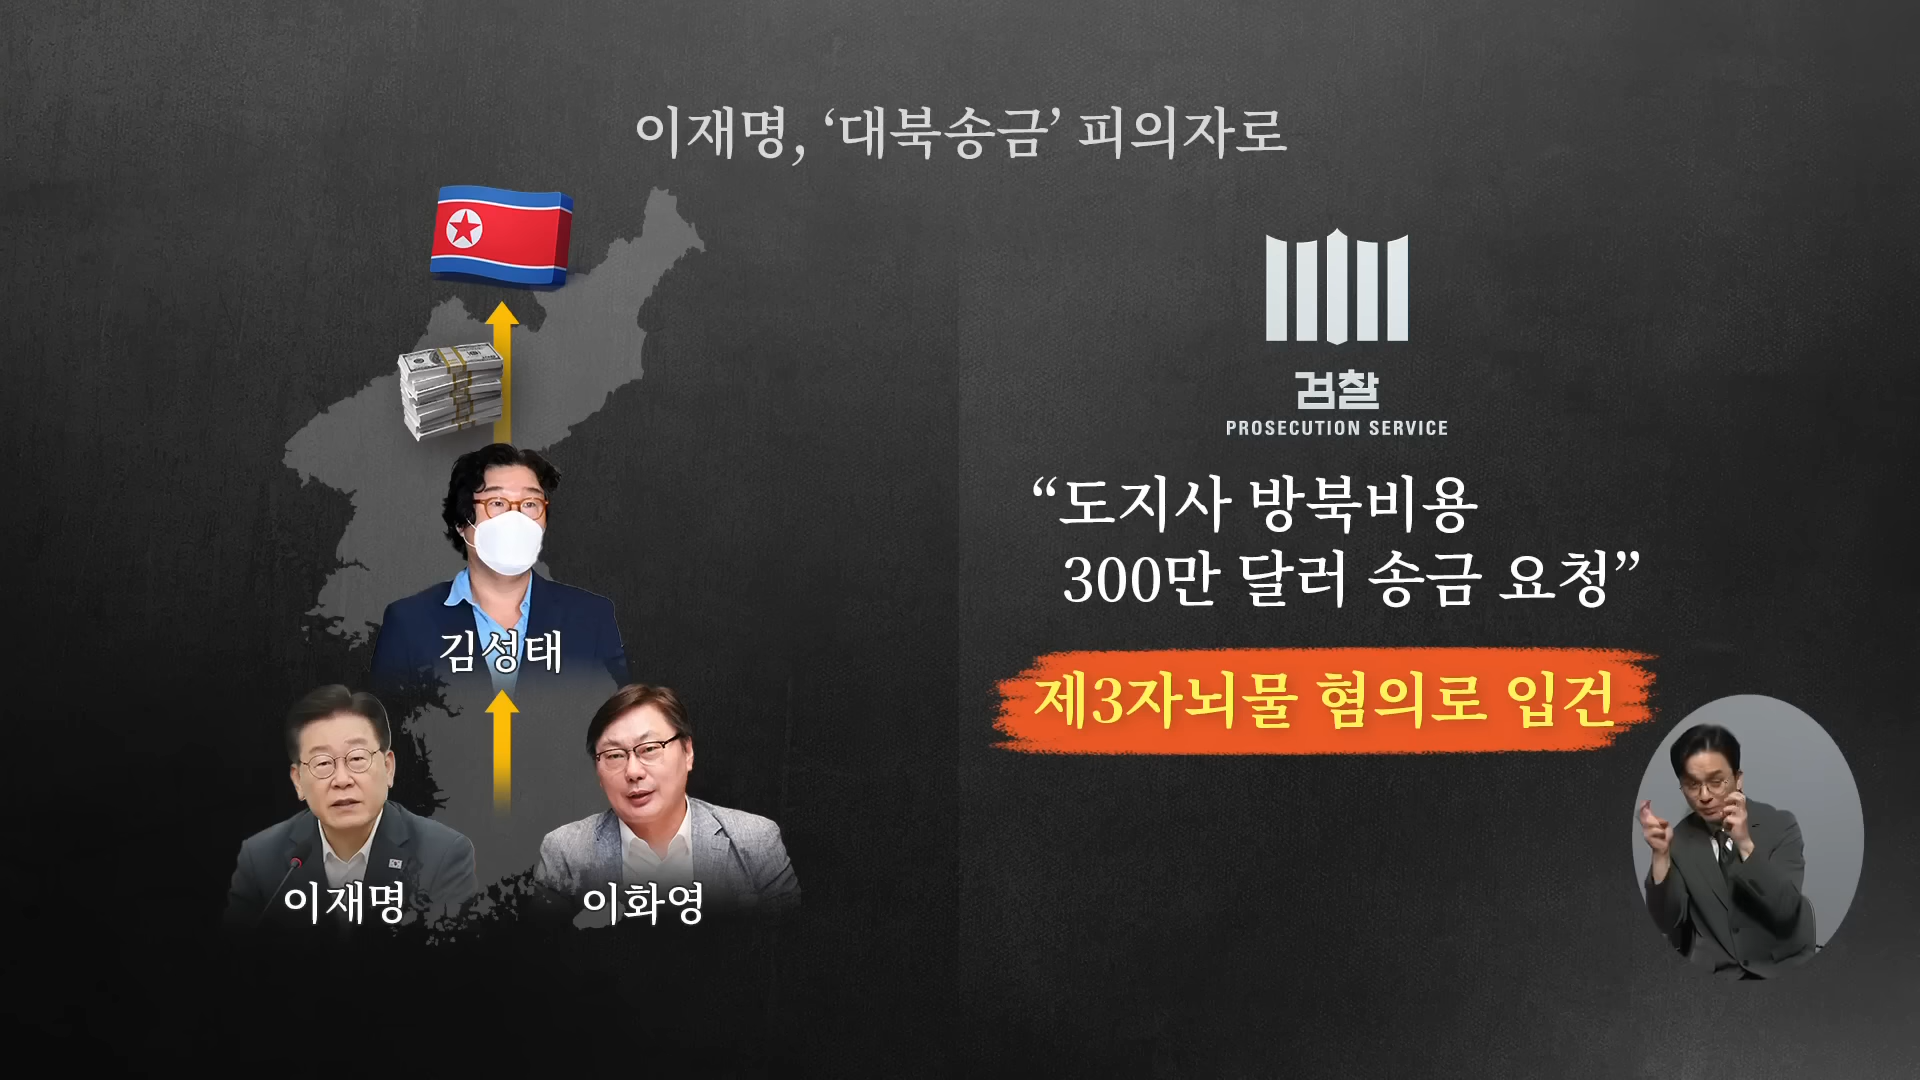 이재명, ‘대북송금’ 피의자로
검찰
PROSECUTION SERVICE
“도지사 방북비용
300만 달러 송금 요청”
제3자뇌물 혐의로 입건
김성태
이재명
이화영